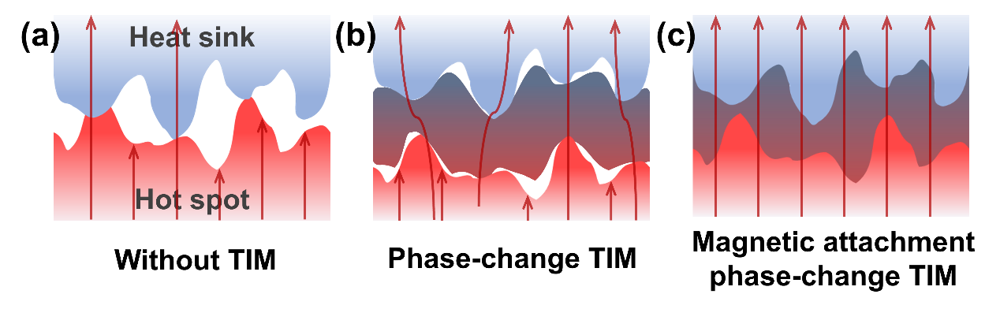 (a)
Heat sink
Hot spot
Without TIM
(b)
Phase-change TIM
(c)
Magnetic attachment
phase-change TIM